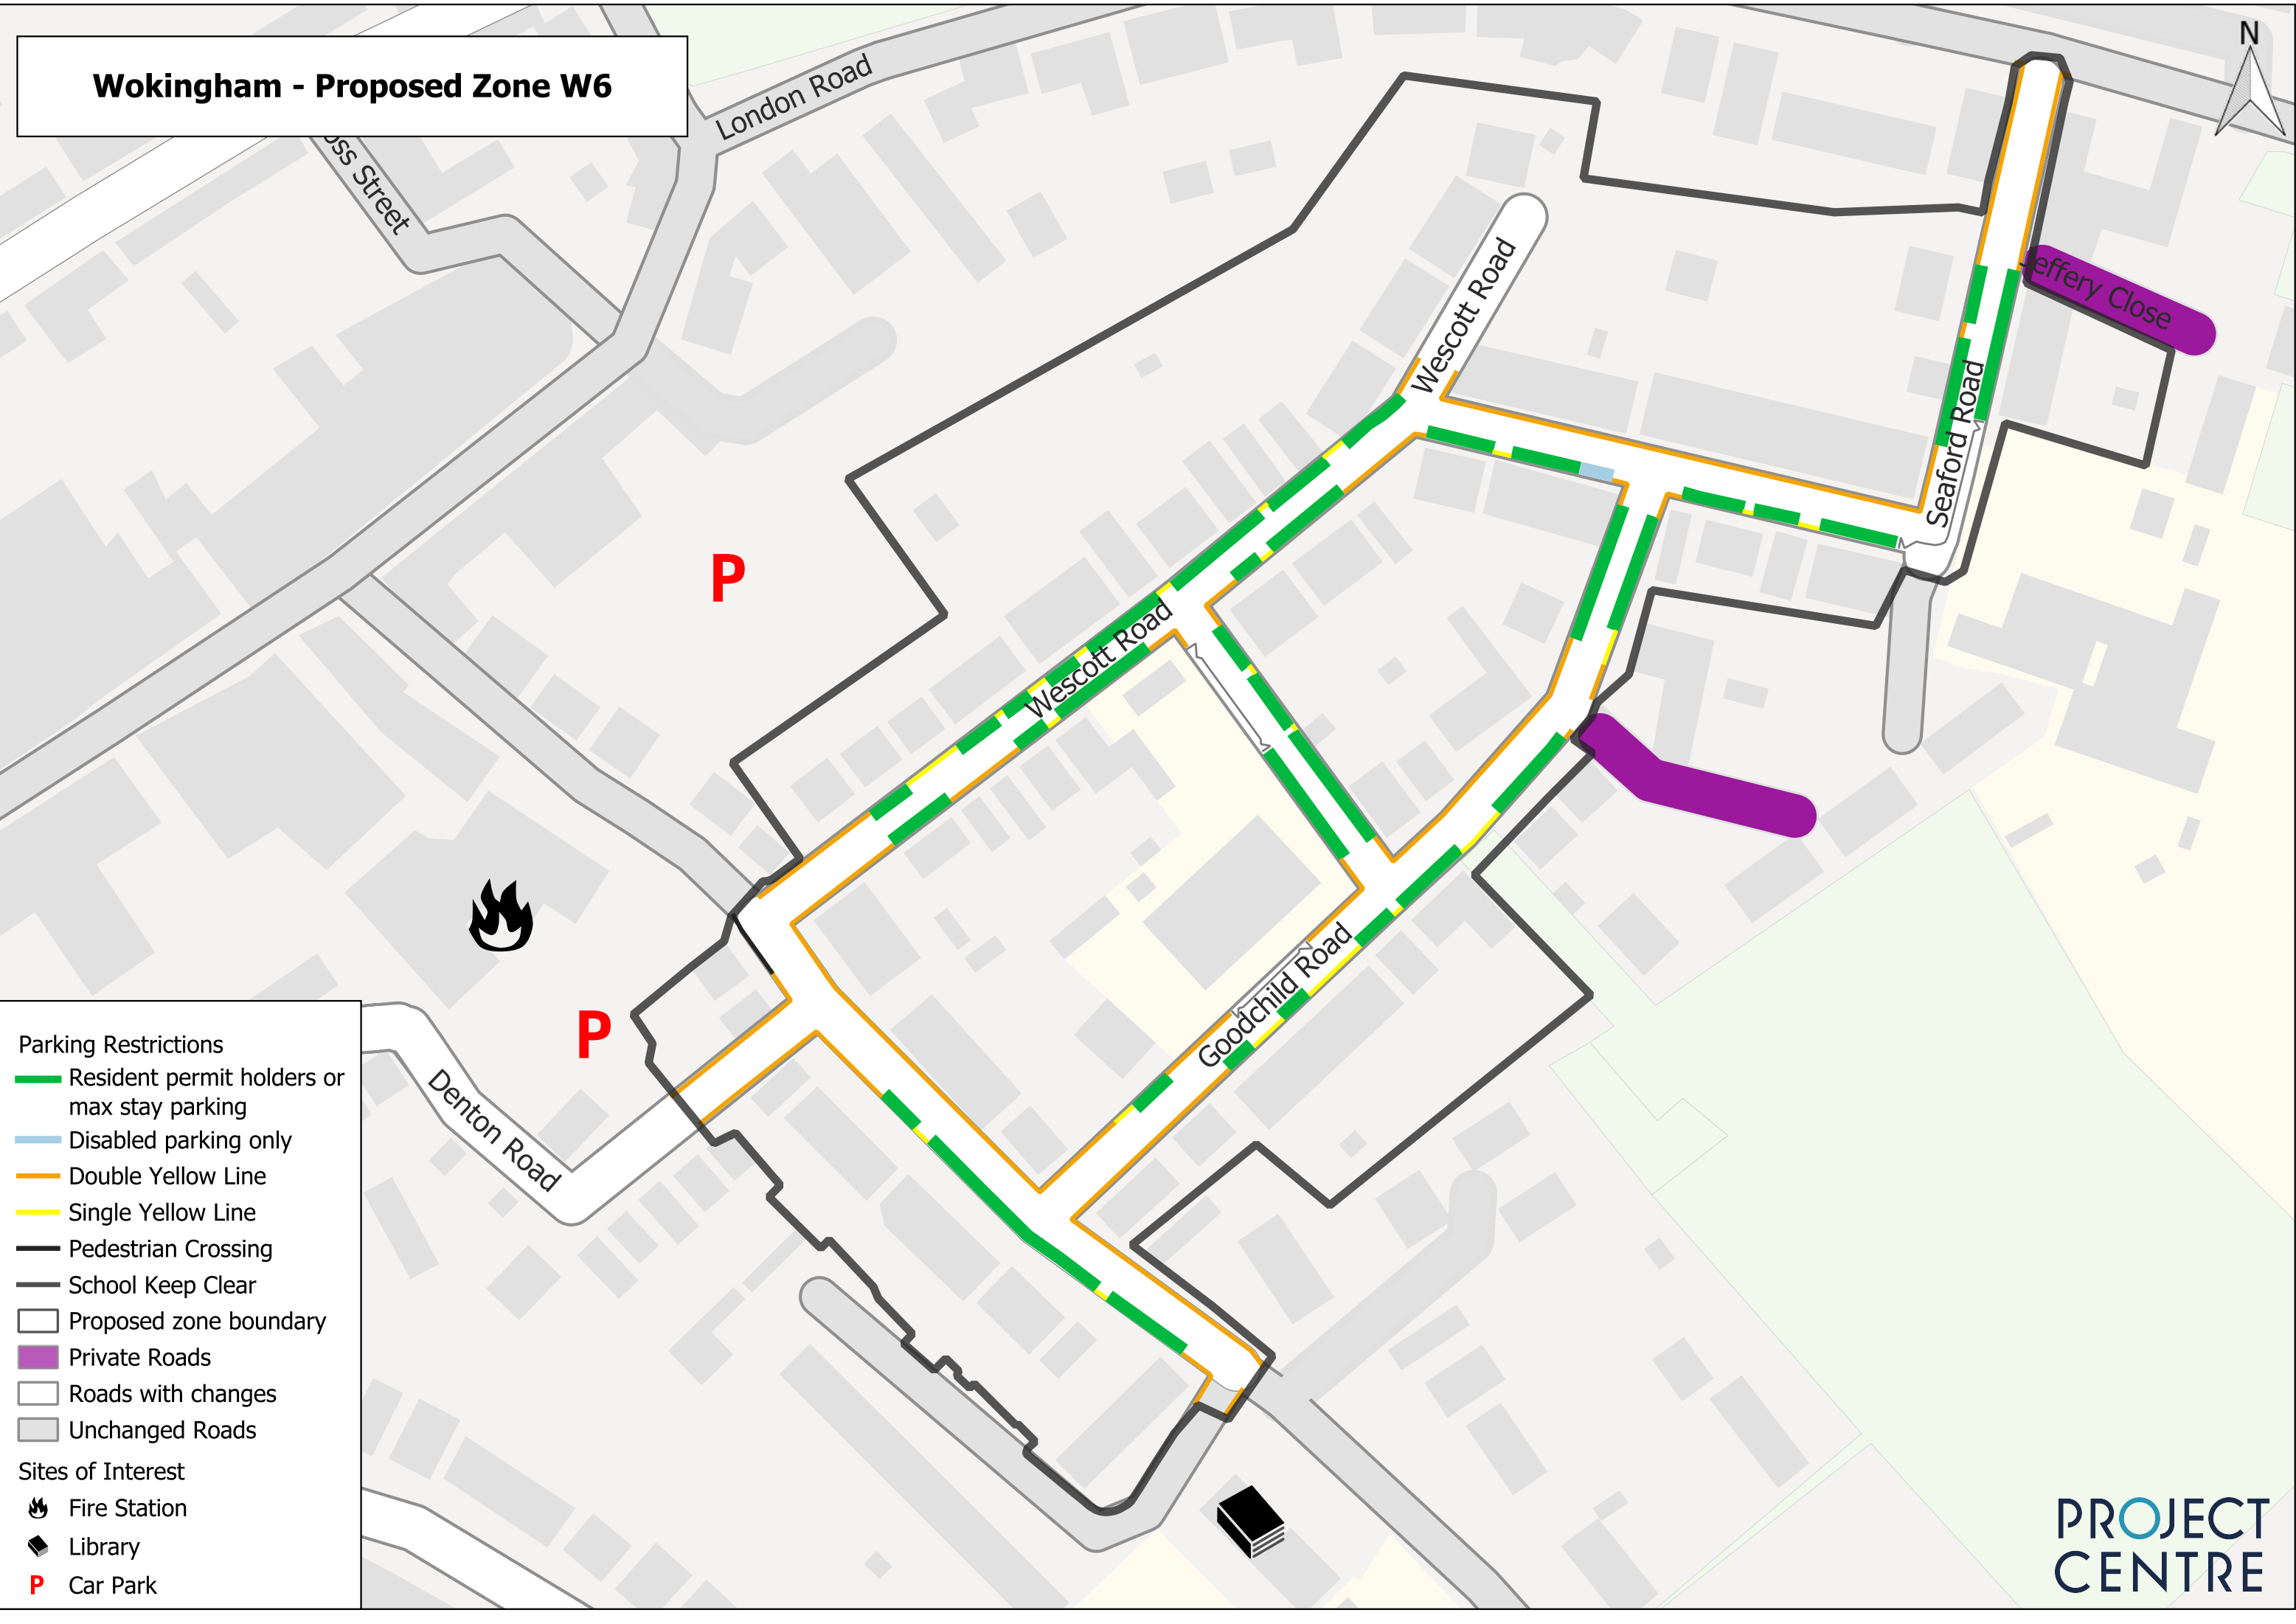 Wokingham - Proposed Zone W6
N
London Road
Street
Wescott Road
Jeffery Close
Seaford Road
P
Wescott Road
Goodchild Road
P
Denton Road
Parking Restrictions
Resident permit holders or
max stay parking
Disabled parking only
Double Yellow Line
Single Yellow Line
Pedestrian Crossing
School Keep Clear
Proposed zone boundary
Private Roads
Roads with changes
Unchanged Roads
Sites of Interest
Fire Station
Library
P Car Park
PROJECT
CENTRE